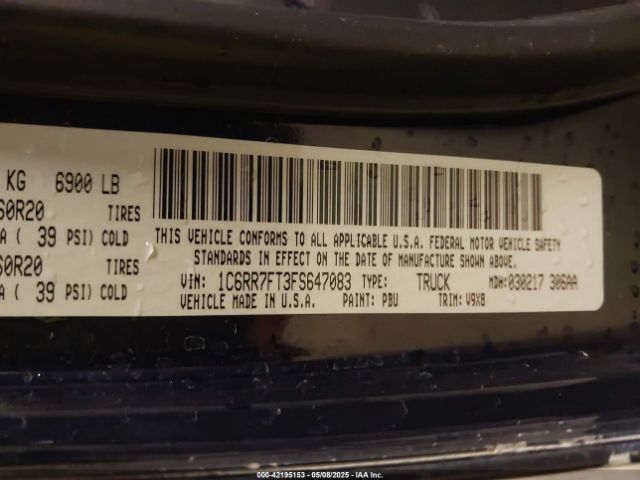 KG 6900 LB
60R20 TIRES
A ( 39 PSI) COLD
60R20 TIRES
A ( 39 PSI) COLD
THIS VEHICLE CONFORMS TO ALL APPLICABLE U.S.A. FEDERAL MOTOR VEHICLE SAFETY
STANDARDS IN EFFECT ON THE DATE OF MANUFACTURE SHOWN ABOVE.
VIN: 1C6RR7FT3FS647083 TYPE: TRUCK MDH:030217 306AA
VEHICLE MADE IN U.S.A. PAINT: PBU TRIM: V9X8
000-42195153 - 05/08/2025 - IAA Inc.